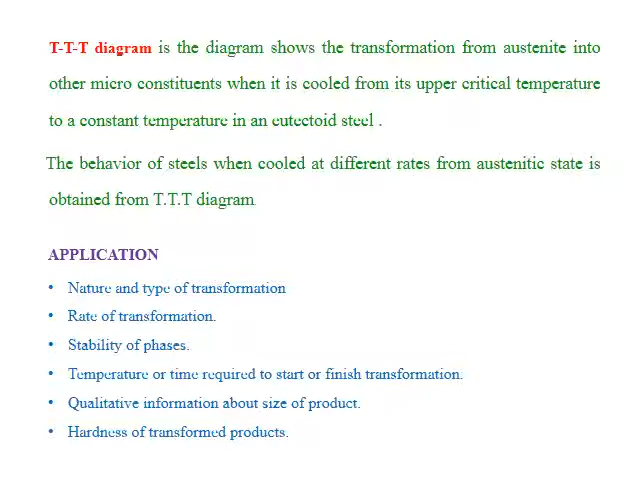 T-T-T diagram is the diagram shows the transformation from austenite into
other micro constituents when it is cooled from its upper critical temperature
to a constant temperature in an eutectoid steel .
The behavior of steels when cooled at different rates from austenitic state is
obtained from T.T.T diagram
APPLICATION
• Nature and type of transformation
• Rate of transformation.
• Stability of phases.
• Temperature or time required to start or finish transformation.
• Qualitative information about size of product.
• Hardness of transformed products.